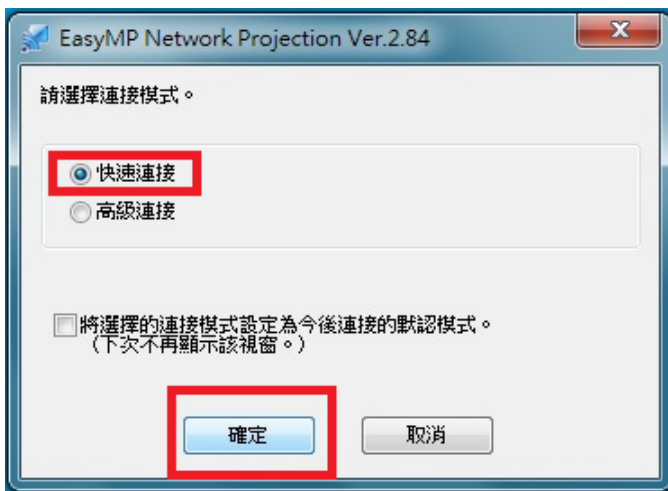 EasyMP Network Projection Ver.2.84
請選擇連接模式。
快速連接
高級連接
將選擇的連接模式設定為今後連接的默認模式。
（下次不再顯示該視窗。）
確定
取消